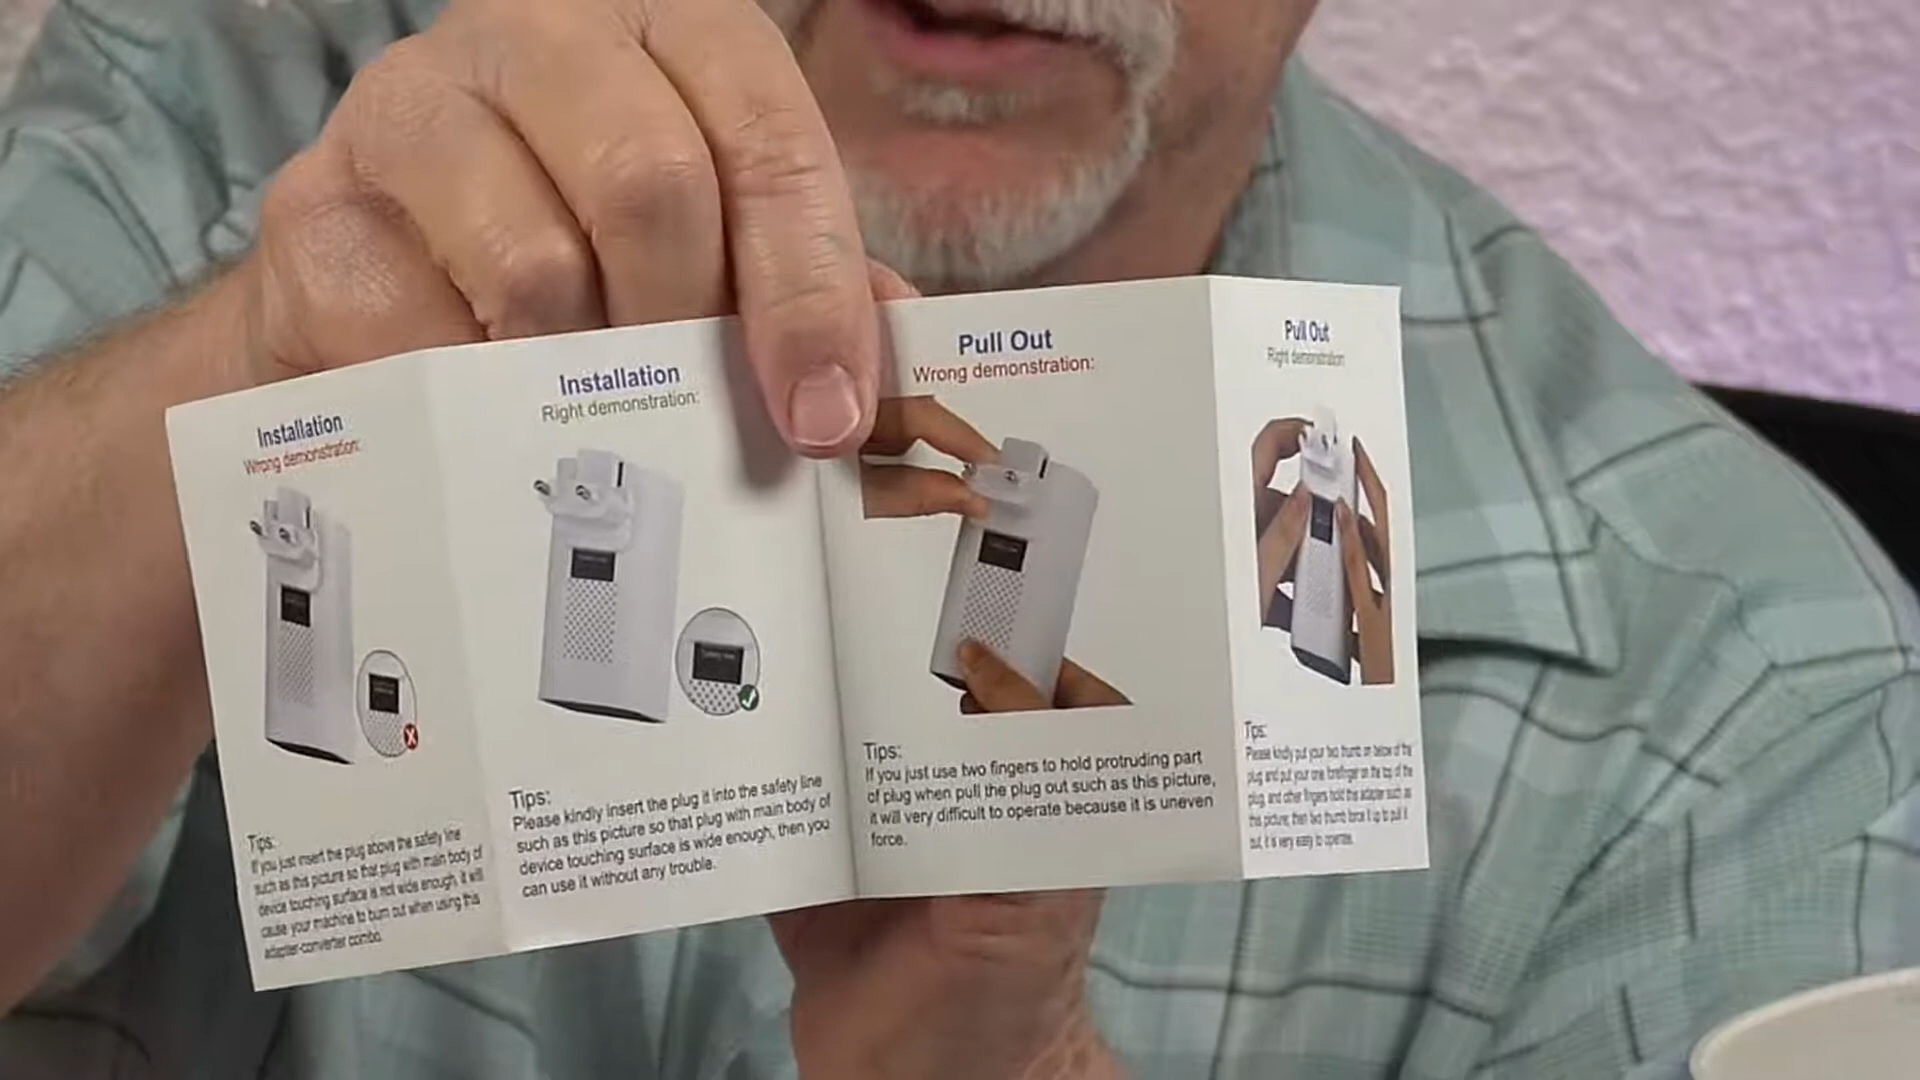 Installation
Wrong demonstration:
Tips:
If you just insert the plug above the safety line
such as this picture so that plug with main body of
device touching surface is not wide enough, it will
cause your machine to burn out when using this
adapter-converter combo.
Installation
Right demonstration:
Tips:
Please kindly insert the plug it into the safety line
such as this picture so that plug with main body of
device touching surface is wide enough, then you
can use it without any trouble.
Pull Out
Wrong demonstration:
Tips:
If you just use two fingers to hold protruding part
of plug when pull the plug out such as this picture,
it will very difficult to operate because it is uneven
force.
Pull Out
Right demonstration
Tips:
Please kindly put your two thumb on below of the
plug and put your one forefinger on the top of the
plug, and other fingers hold this adapter such as
this picture, then two thumb force it up to pull it
out, it is very easy to operate.